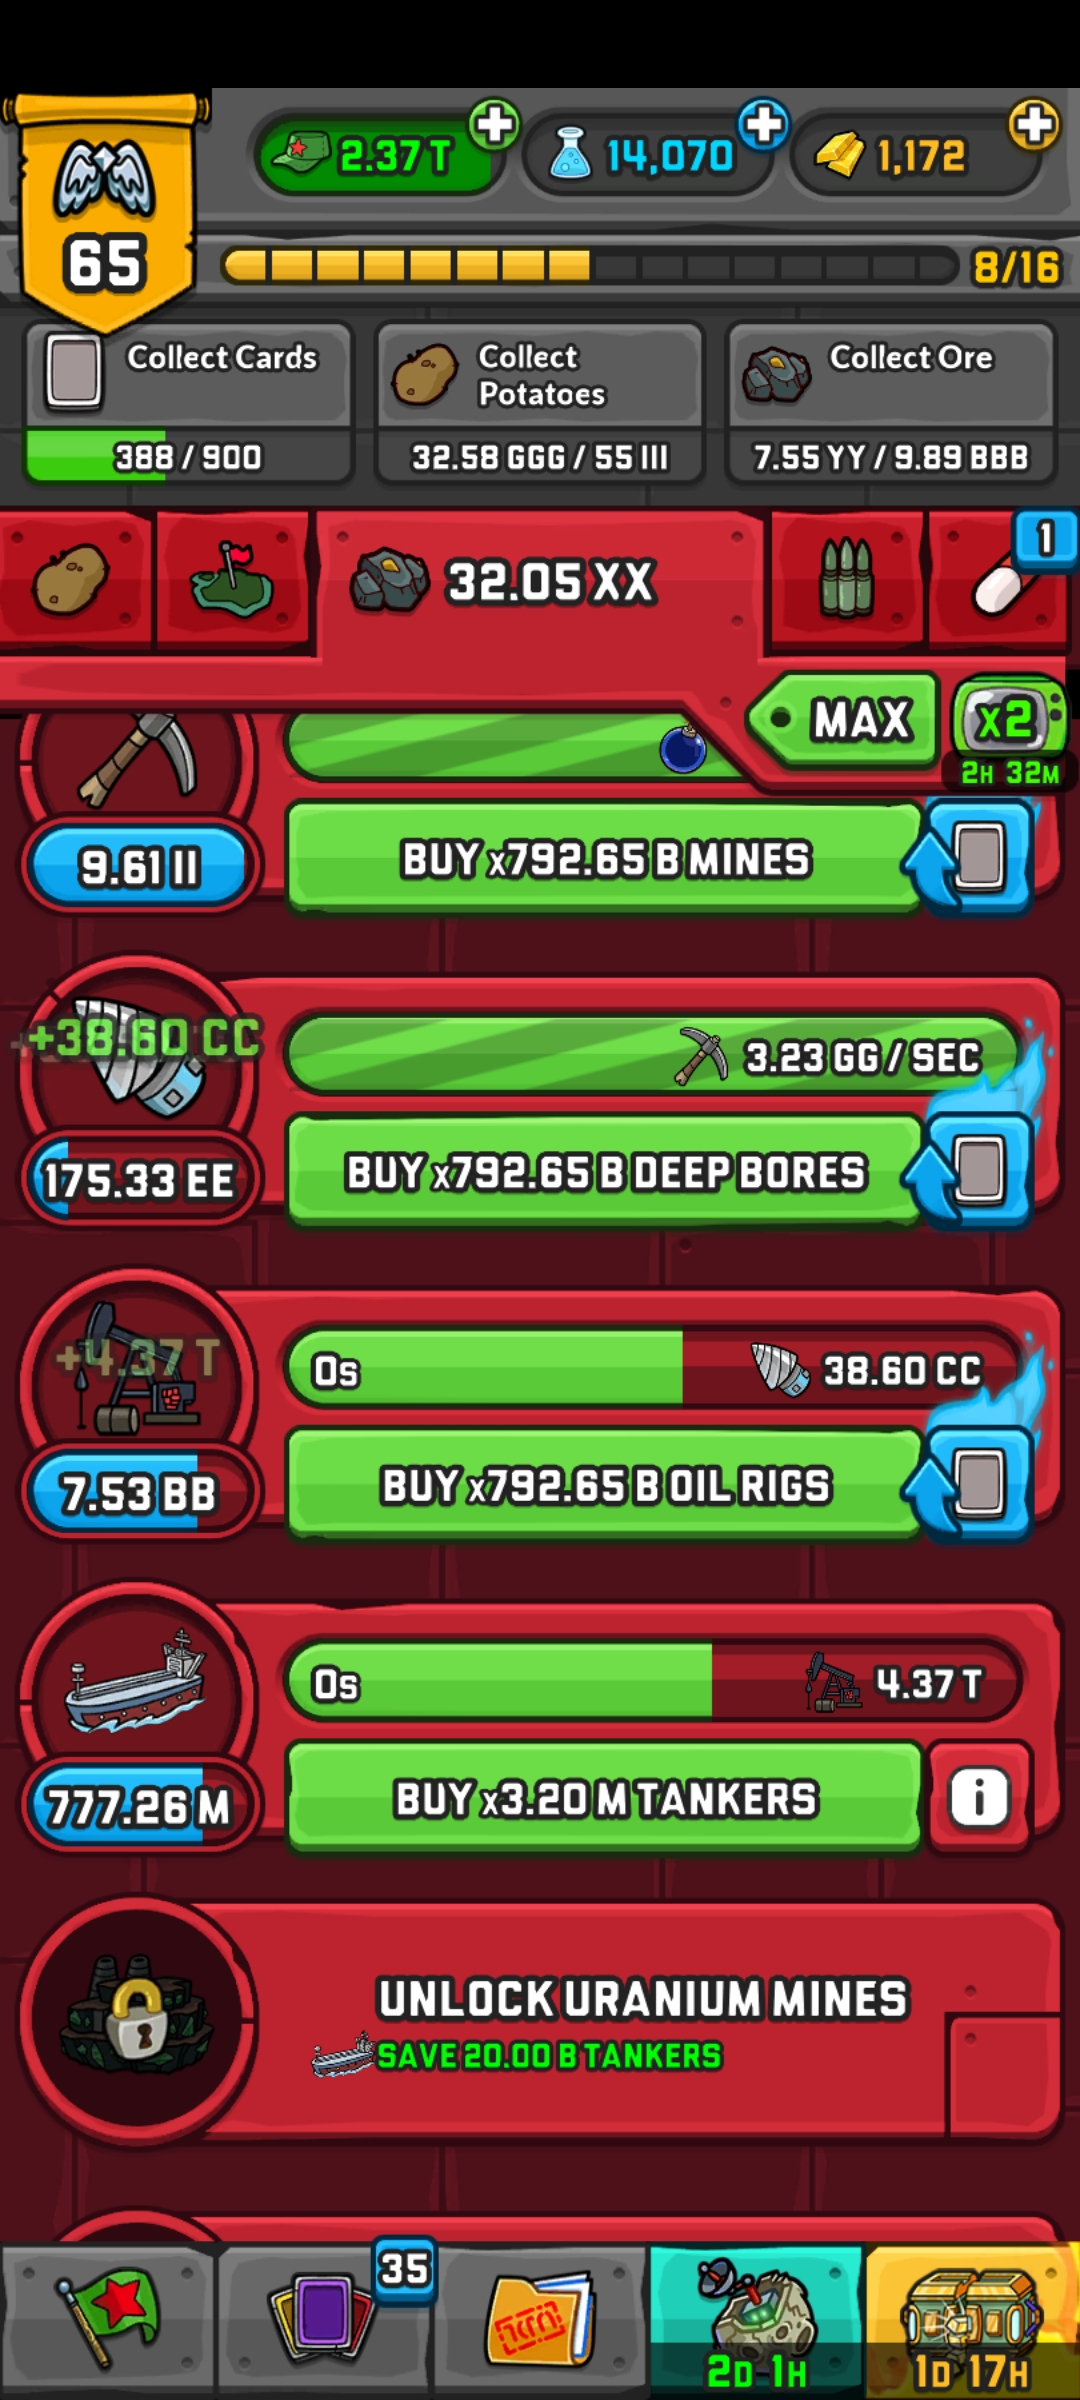 2.37 T
14,070
1,172
65
8/16
Collect Cards
388 / 900
Collect
Potatoes
32.58 GGG / 55 III
Collect Ore
7.55 YY / 9.89 BBB
32.05 XX
1
MAX
x2
2H 32M
9.61 II
BUY x792.65 B MINES
+38.60 CC
3.23 GG / SEC
175.33 EE
BUY x792.65 B DEEP BORES
+4.37 T
0s
38.60 CC
7.53 BB
BUY x792.65 B OIL RIGS
0s
4.37 T
777.26 M
BUY x3.20 M TANKERS
i
UNLOCK URANIUM MINES
SAVE 20.00 B TANKERS
35
2D 1H
1D 17H